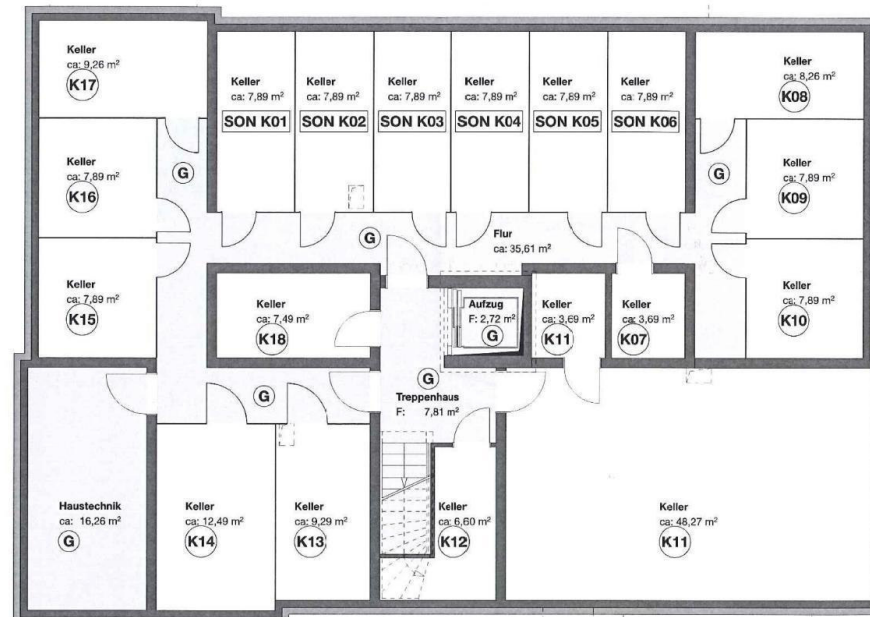 Keller
ca: 9,26 m²
K17
Keller
ca: 7,89 m²
SON K01
Keller
ca: 7,89 m²
SON K02
Keller
ca: 7,89 m²
SON K03
Keller
ca: 7,89 m²
SON K04
Keller
ca: 7,89 m²
SON K05
Keller
ca: 7,89 m²
SON K06
Keller
ca: 8,26 m²
K08
Keller
ca: 7,89 m²
K16
G
G
Keller
ca: 7,89 m²
K09
G
Flur
ca: 35,61 m²
Keller
ca: 7,89 m²
K15
Keller
ca: 7,49 m²
K18
Aufzug
F: 2,72 m²
G
Keller
ca: 3,69 m²
K11
Keller
ca: 3,69 m²
K07
Keller
ca: 7,89 m²
K10
G
G
Treppenhaus
F: 7,81 m²
Haustechnik
ca: 16,26 m²
G
Keller
ca: 12,49 m²
K14
Keller
ca: 9,29 m²
K13
Keller
ca: 6,60 m²
K12
Keller
ca: 48,27 m²
K11